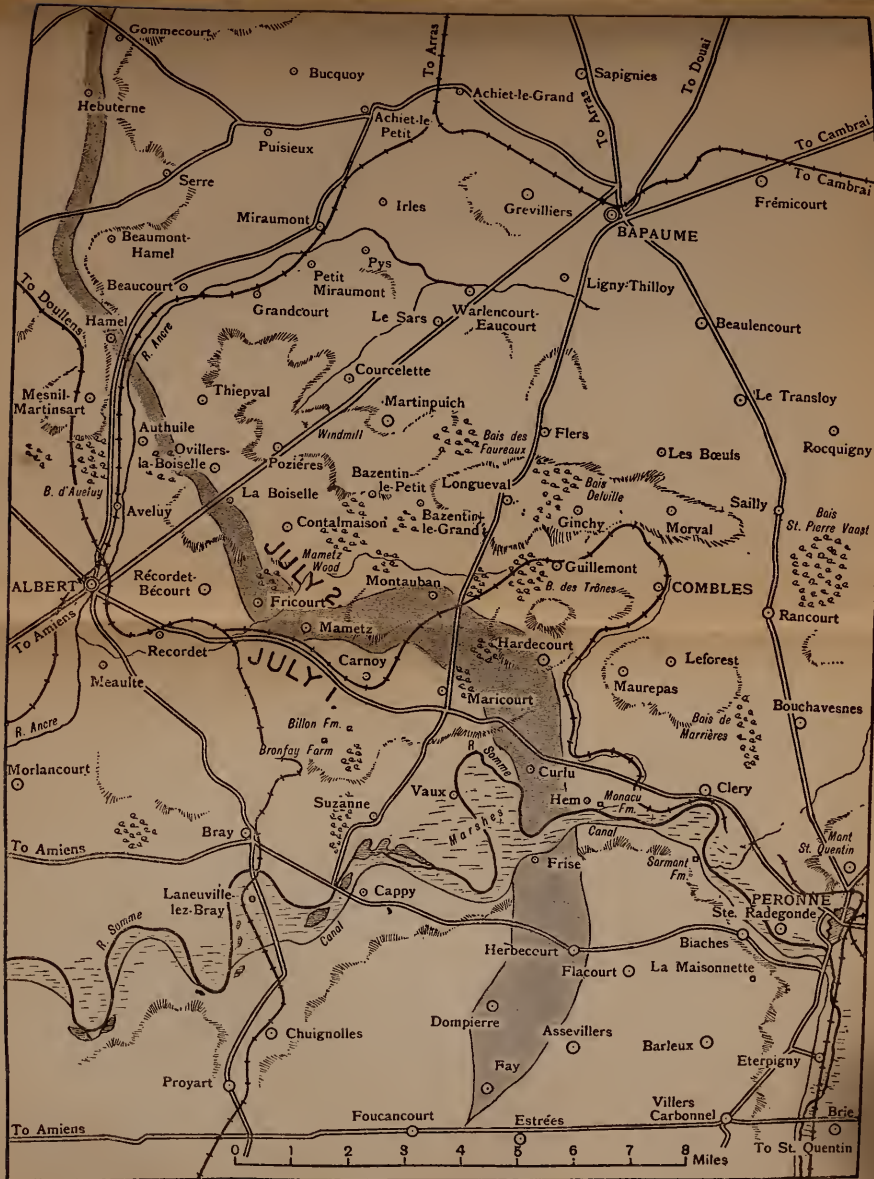 Gommecourt
Bucquoy
To Arras
Sapignies
To Arras
To Douai
Hebuterne
Achiet-le-Grand
Achiet-le
Petit
Puisieux
To Cambrai
To Cambrai
Serre
Irles
Grevilliers
Frémicourt
Miraumont
BAPAUME
Beaumont-
Hamel
Pys
Petit
Miraumont
Ligny-Thilloy
Beaucourt
Grandcourt
Warlencourt-
Eaucourt
To Doullens
Hamel
R. Ancre
Le Sars
Beaulencourt
Courcelette
Mesnil-
Martinsart
Thiepval
Martinpuich
Le Transloy
Windmill
Authuile
Bais des
Faureaux
Flers
Rocquigny
Ovillers-
la-Boiselle
Pozières
Les Bœufs
B. d'Aveluy
La Boiselle
Bazentin
le-Petit
Longueval
Bais
Delville
Aveluy
Contalmaison
Bazentin
le-Grand
Ginchy
Morval
Sailly
Bais
St. Pierre Vaast
Mametz
Wood
JULY 2
Guillemont
ALBERT
Récordet-
Bécourt
Montauban
B. des Trônes
COMBLES
Fricourt
Rancourt
To Amiens
Mametz
Hardecourt
Recordet
JULY 1.
Carnoy
Leforest
Meaulte
Maurepas
Maricourt
R. Ancre
Billon Fm.
Bais de
Marrières
Bouchavesnes
Bronfay Farm
R. Somme
Morlancourt
Curlu
Clery
Vaux
Hem
Monacu
Fm.
Suzanne
Marshes
Bray
Canal
Mont
St. Quentin
To Amiens
Frise
Sormont
Fm.
Laneuville-
lez-Bray
Cappy
PERONNE
Ste. Radegonde
R. Somme
Canal
Herbecourt
Biaches
Flacourt
La Maisonnette
Dompierre
Chuignolles
Assevillers
Barleux
Eterpigny
Fay
Proyart
Villers
Carbonnel
Foucancourt
Estrées
Brie
To Amiens
To St. Quentin
0 1 2 3 4 5 6 7 8 Miles